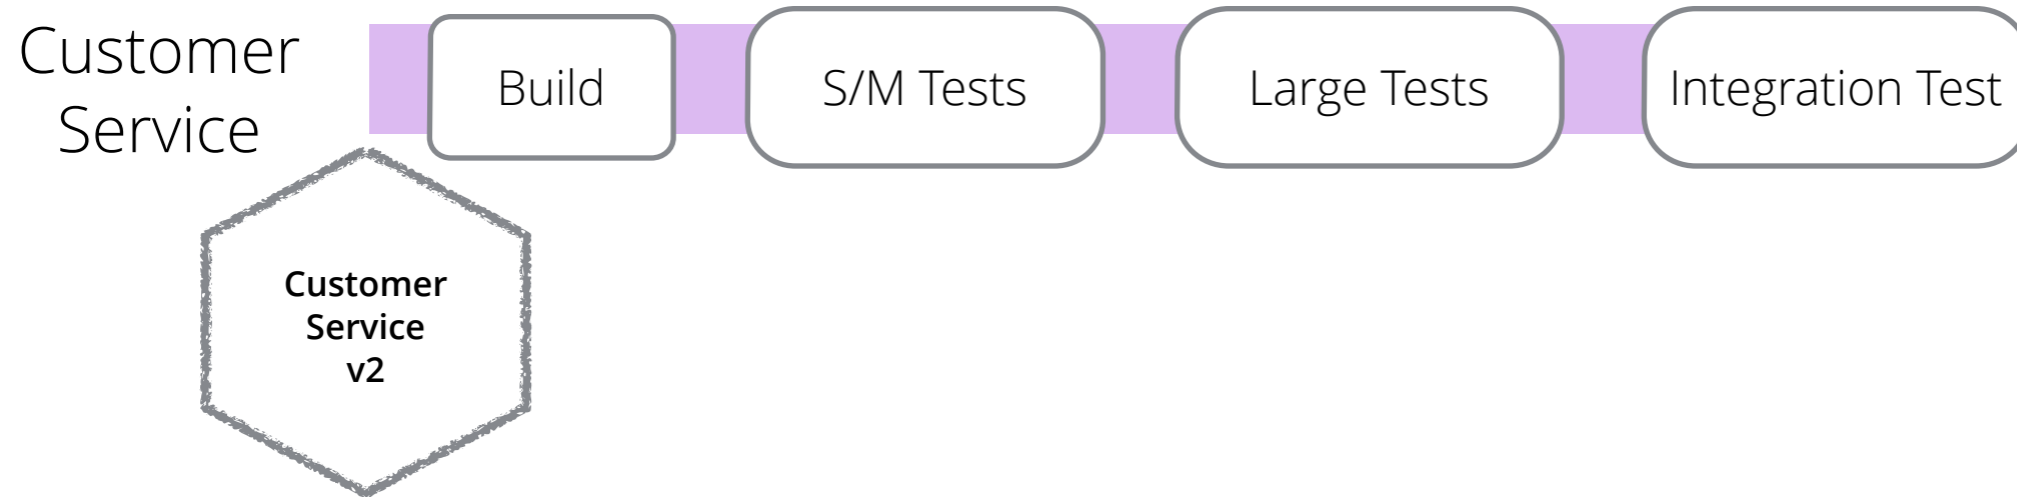 Customer
Service
Build
S/M Tests
Large Tests
Integration Test
Customer
Service
v2